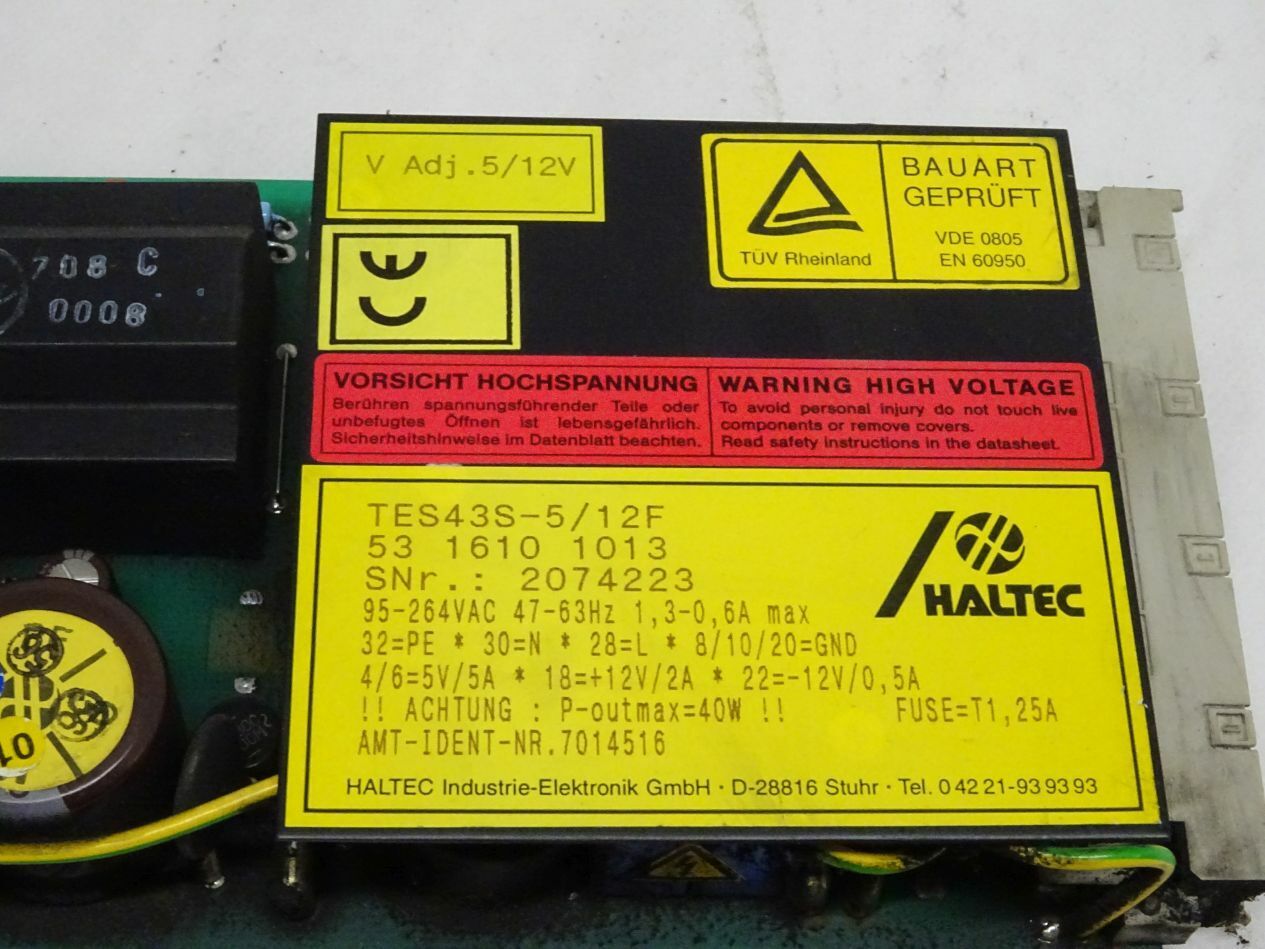 V Adj.5/12V
CE
TÜV Rheinland
BAUART
GEPRÜFT
VDE 0805
EN 60950
VORSICHT HOCHSPANNUNG
Berühren spannungsführender Teile oder
unbefugtes Öffnen ist lebensgefährlich.
Sicherheitshinweise im Datenblatt beachten.
WARNING HIGH VOLTAGE
To avoid personal injury do not touch live
components or remove covers.
Read safety instructions in the datasheet.
708 C
0008
TES43S-5/12F
53 1610 1013
SNr.: 2074223
95-264VAC 47-63Hz 1,3-0,6A max
32=PE * 30=N * 28=L * 8/10/20=GND
4/6=5V/5A * 18=+12V/2A * 22=-12V/0,5A
!! ACHTUNG : P-outmax=40W !! FUSE=T1,25A
AMT-IDENT-NR.7014516
HALTEC
HALTEC Industrie-Elektronik GmbH · D-28816 Stuhr · Tel. 0 42 21-93 93 93
01